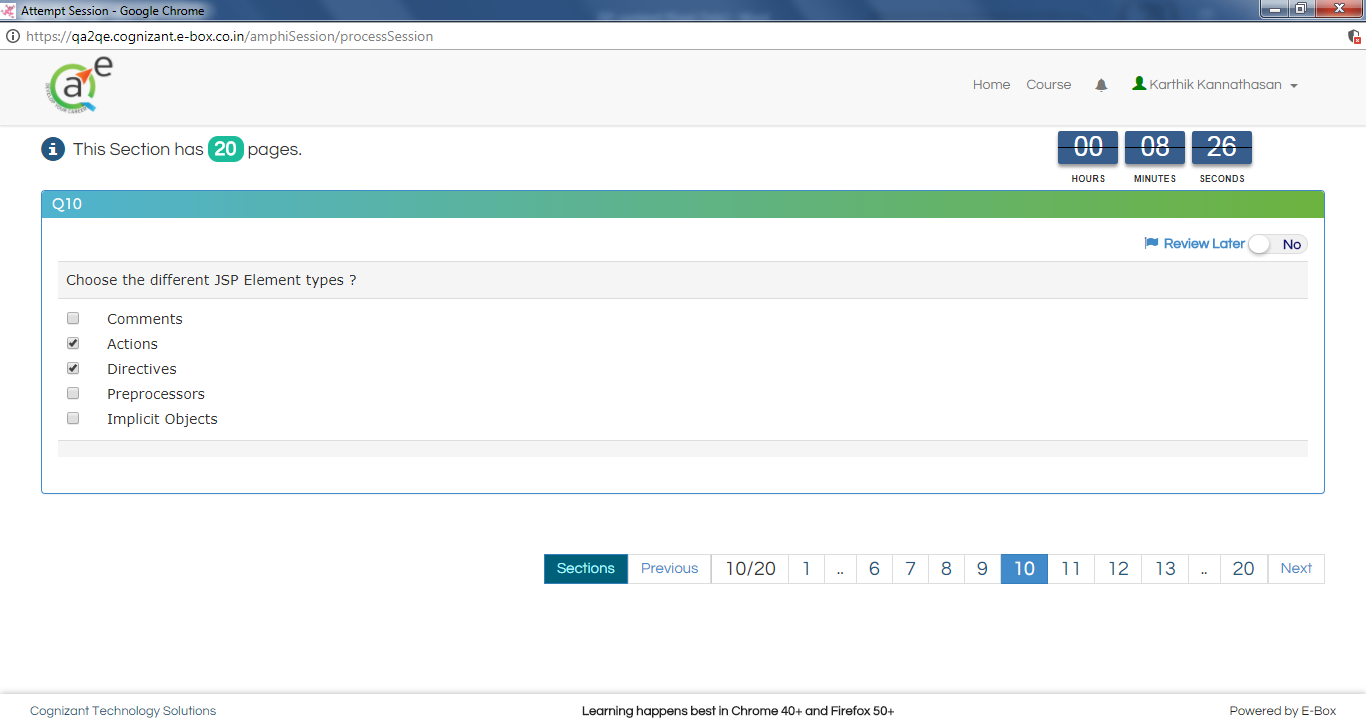 Attempt Session - Google Chrome
https://qa2qe.cognizant.e-box.co.in/amphiSession/processSession
a e
Home Course Karthik Kannathasan
This Section has 20 pages.
00 08 26
HOURS MINUTES SECONDS
Q10
Review Later No
Choose the different JSP Element types ?
Comments
Actions
Directives
Preprocessors
Implicit Objects
Sections Previous 10/20 1 .. 6 7 8 9 10 11 12 13 .. 20 Next
Cognizant Technology Solutions Learning happens best in Chrome 40+ and Firefox 50+ Powered by E-Box